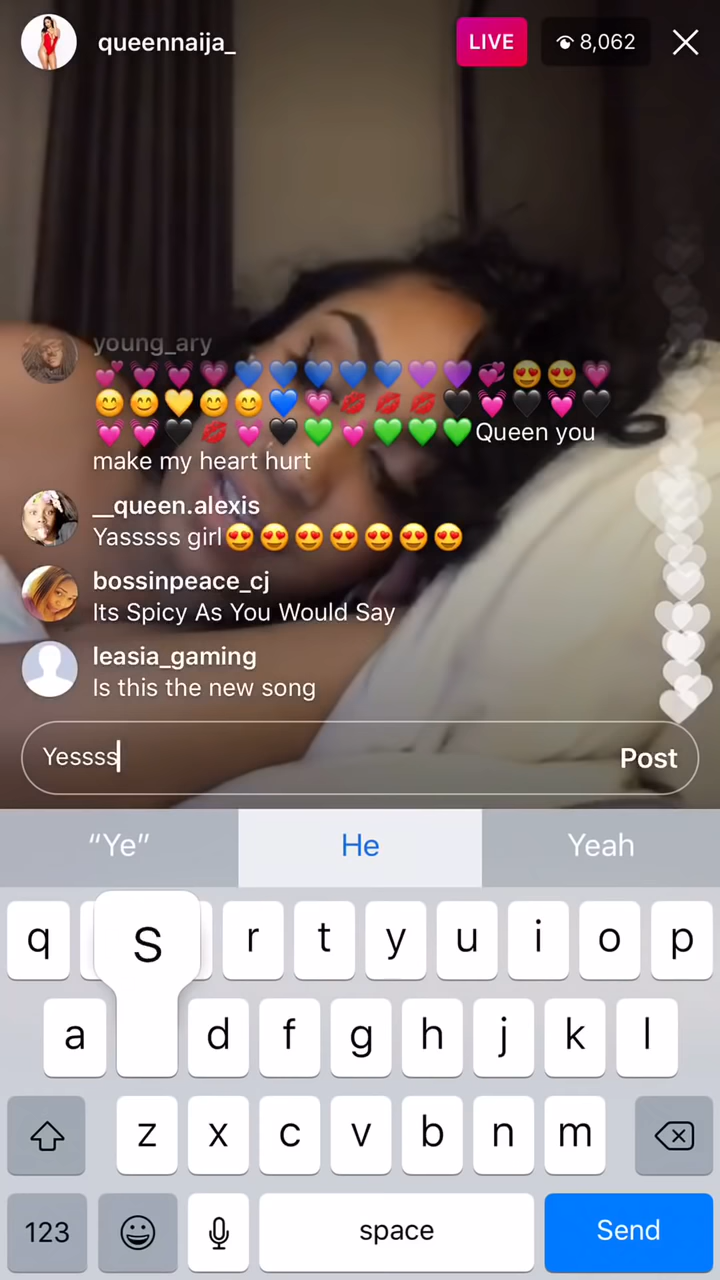 queennaija_
LIVE
8,062
young_ary
💕💓💓💗💙💙💙💙💙💜💜💞😍😍💗
😊😊💛😊😊💙💗💋💋💋🖤💓🖤💓🖤
💓💓🖤💋💓🖤💚💓💚💚💚Queen you
make my heart hurt
__queen.alexis
Yasssss girl😍😍😍😍😍😍😍
bossinpeace_cj
Its Spicy As You Would Say
leasia_gaming
Is this the new song
Yessss
Post
“Ye”
He
Yeah
q S r t y u i o p
a d f g h j k l
z x c v b n m
123
space
Send